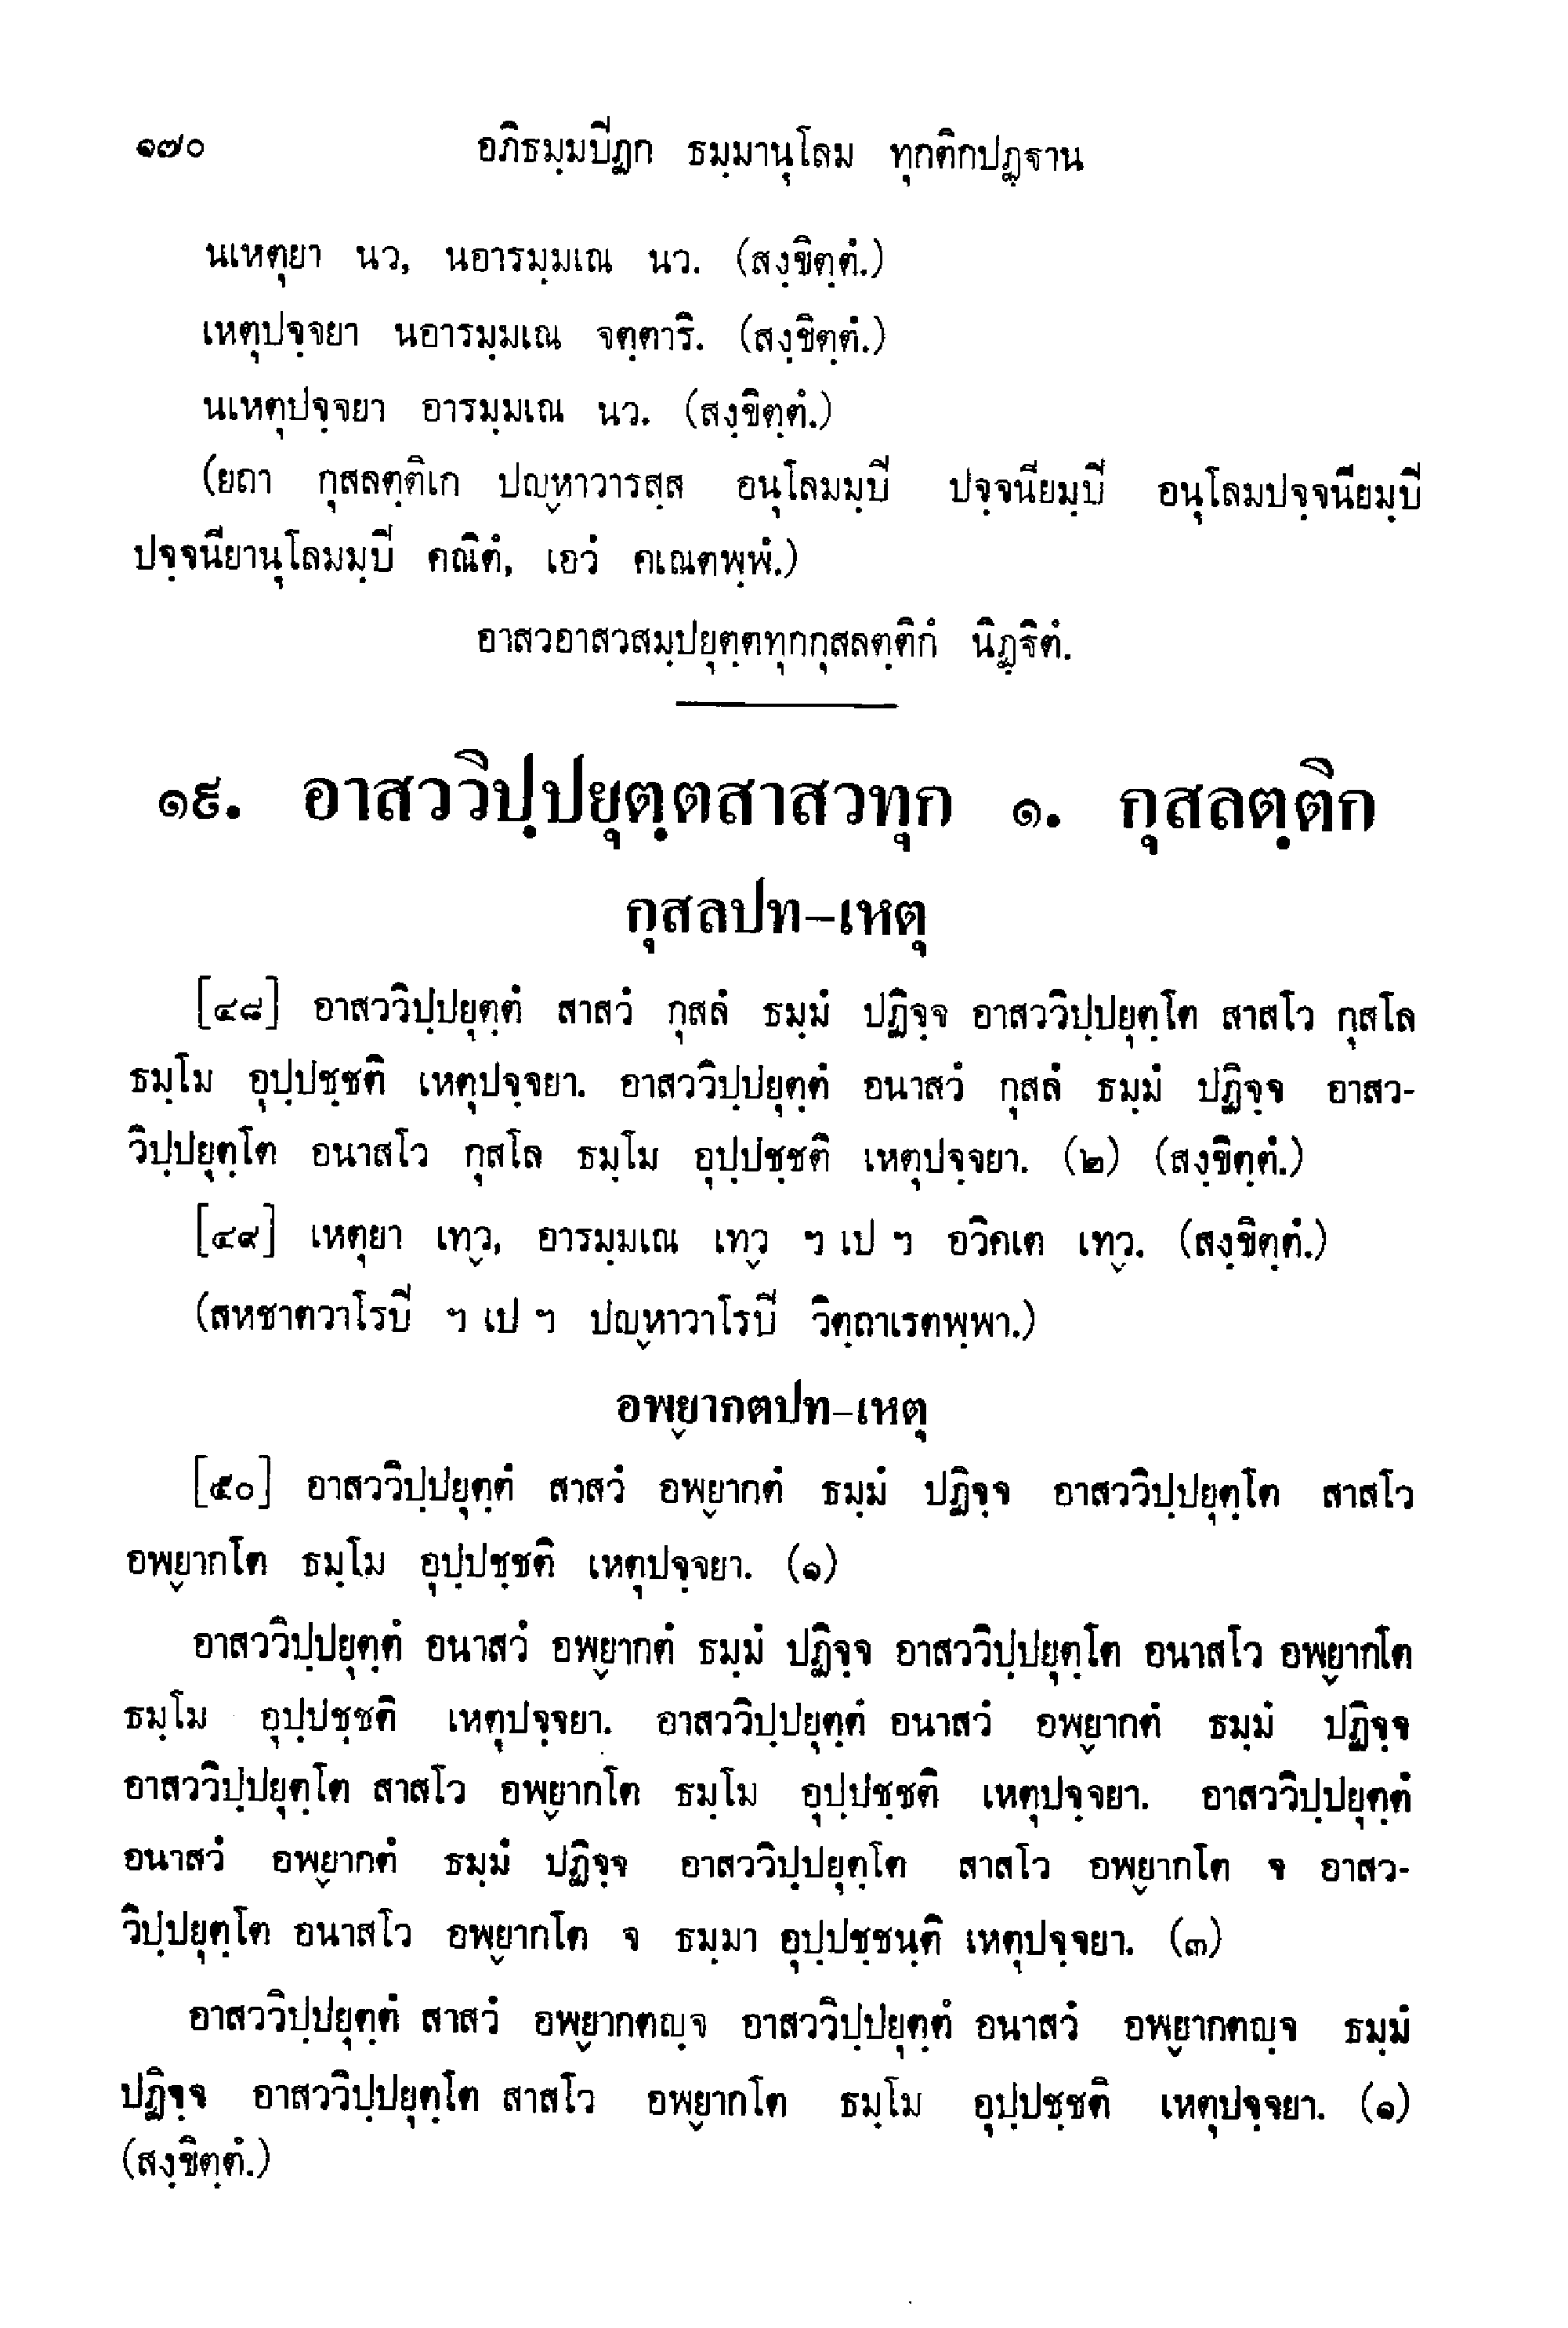 ๑๗๐ อภิธมฺมปิฏก ธมฺมานุโลม ทุกติกปฏฺฐาน
นเหตุยา นว, นอารมฺมเณ นว. (สงฺขิตฺตํ.)
เหตุปจฺจยา นอารมฺมเณ จตฺตาริ. (สงฺขิตฺตํ.)
นเหตุปจฺจยา อารมฺมเณ นว. (สงฺขิตฺตํ.)
(ยถา กุสลตฺติเก ปญฺหาวารสฺส อนุโลมมฺปิ ปจฺจนียมฺปิ อนุโลมปจฺจนียมฺปิ
ปจฺจนียานุโลมมฺปิ คณิตํ, เอวํ คเณตพฺพํ.)
อาสวอาสวสมฺปยุตฺตทุกกุสลตฺติกํ นิฏฺฐิตํ.
๑๙. อาสววิปฺปยุตฺตสาสวทุก ๑. กุสลตฺติก
กุสลปท-เหตุ
[๔๘] อาสววิปฺปยุตฺตํ สาสวํ กุสลํ ธมฺมํ ปฏิจฺจ อาสววิปฺปยุตฺโต สาสโว กุสโล
ธมฺโม อุปฺปชฺชติ เหตุปจฺจยา. อาสววิปฺปยุตฺตํ อนาสวํ กุสลํ ธมฺมํ ปฏิจฺจ อาสว-
วิปฺปยุตฺโต อนาสโว กุสโล ธมฺโม อุปฺปชฺชติ เหตุปจฺจยา. (๒) (สงฺขิตฺตํ.)
[๔๙] เหตุยา เทฺว, อารมฺมเณ เทฺว ฯ เป ฯ อวิคเต เทฺว. (สงฺขิตฺตํ.)
(สหชาตวาโรปิ ฯ เป ฯ ปญฺหาวาโรปิ วิตฺถาเรตพฺพา.)
อพฺยากตปท-เหตุ
[๕๐] อาสววิปฺปยุตฺตํ สาสวํ อพฺยากตํ ธมฺมํ ปฏิจฺจ อาสววิปฺปยุตฺโต สาสโว
อพฺยากโต ธมฺโม อุปฺปชฺชติ เหตุปจฺจยา. (๑)
อาสววิปฺปยุตฺตํ อนาสวํ อพฺยากตํ ธมฺมํ ปฏิจฺจ อาสววิปฺปยุตฺโต อนาสโว อพฺยากโต
ธมฺโม อุปฺปชฺชติ เหตุปจฺจยา. อาสววิปฺปยุตฺตํ อนาสวํ อพฺยากตํ ธมฺมํ ปฏิจฺจ
อาสววิปฺปยุตฺโต สาสโว อพฺยากโต ธมฺโม อุปฺปชฺชติ เหตุปจฺจยา. อาสววิปฺปยุตฺตํ
อนาสวํ อพฺยากตํ ธมฺมํ ปฏิจฺจ อาสววิปฺปยุตฺโต สาสโว อพฺยากโต จ อาสว-
วิปฺปยุตฺโต อนาสโว อพฺยากโต จ ธมฺมา อุปฺปชฺชนฺติ เหตุปจฺจยา. (๓)
อาสววิปฺปยุตฺตํ สาสวํ อพฺยากตญฺจ อาสววิปฺปยุตฺตํ อนาสวํ อพฺยากตญฺจ ธมฺมํ
ปฏิจฺจ อาสววิปฺปยุตฺโต สาสโว อพฺยากโต ธมฺโม อุปฺปชฺชติ เหตุปจฺจยา. (๑)
(สงฺขิตฺตํ.)